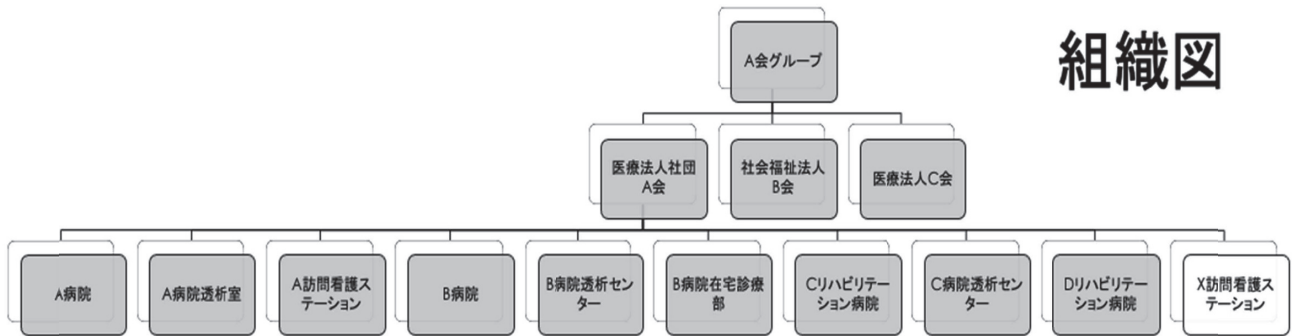 組織図
A会グループ
医療法人社団
A会
社会福祉法人
B会
医療法人C会
A病院
A病院透析室
A訪問看護ス
テーション
B病院
B病院透析セン
ター
B病院在宅診療
部
Cリハビリテー
ション病院
C病院透析セン
ター
Dリハビリテー
ション病院
X訪問看護ス
テーション